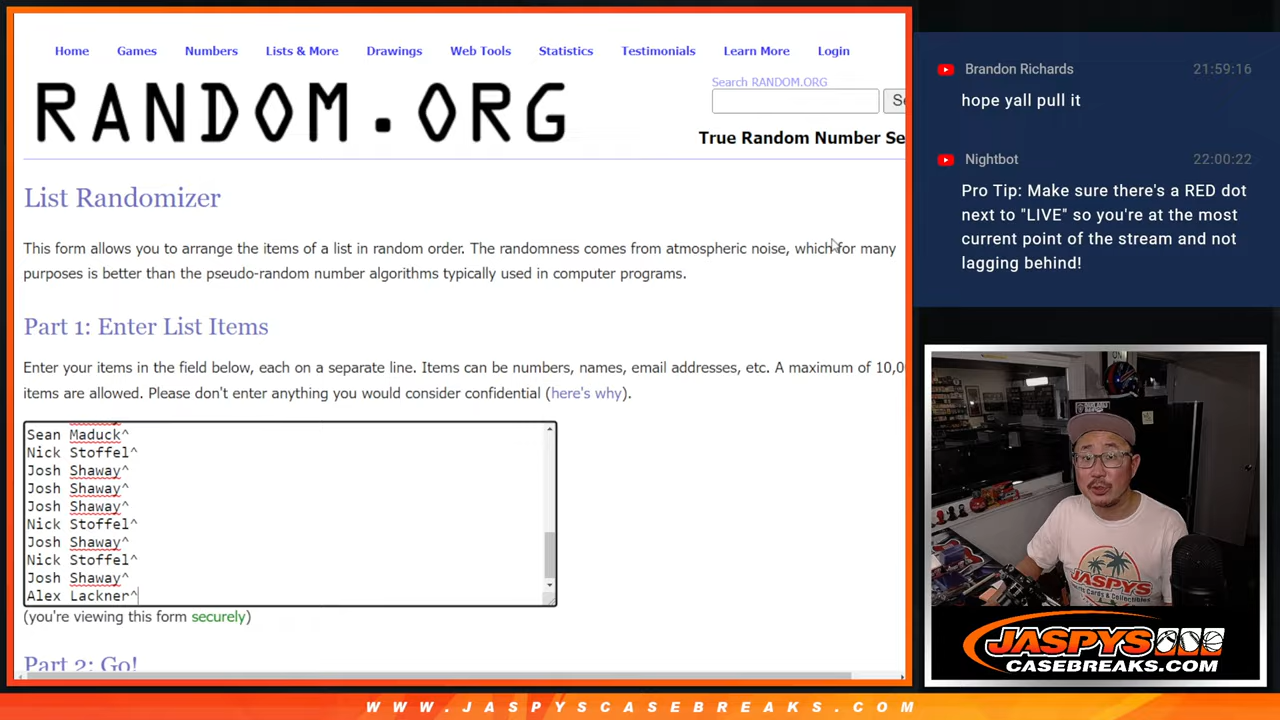 Home Games Numbers Lists & More Drawings Web Tools Statistics Testimonials Learn More Login
Search RANDOM.ORG
RANDOM.ORG
True Random Number Se
List Randomizer
This form allows you to arrange the items of a list in random order. The randomness comes from atmospheric noise, which for many
purposes is better than the pseudo-random number algorithms typically used in computer programs.
Part 1: Enter List Items
Enter your items in the field below, each on a separate line. Items can be numbers, names, email addresses, etc. A maximum of 10,0
items are allowed. Please don't enter anything you would consider confidential (here's why).
Sean Maduck^
Nick Stoffel^
Josh Shaway^
Josh Shaway^
Josh Shaway^
Nick Stoffel^
Josh Shaway^
Nick Stoffel^
Josh Shaway^
Alex Lackner^
(you're viewing this form securely)
Part 2: Go!
Brandon Richards 21:59:16
hope yall pull it
Nightbot 22:00:22
Pro Tip: Make sure there's a RED dot
next to "LIVE" so you're at the most
current point of the stream and not
lagging behind!
JASPYS
JASPYS
CASEBREAKS.COM
WWW.JASPYSCASEBREAKS.COM